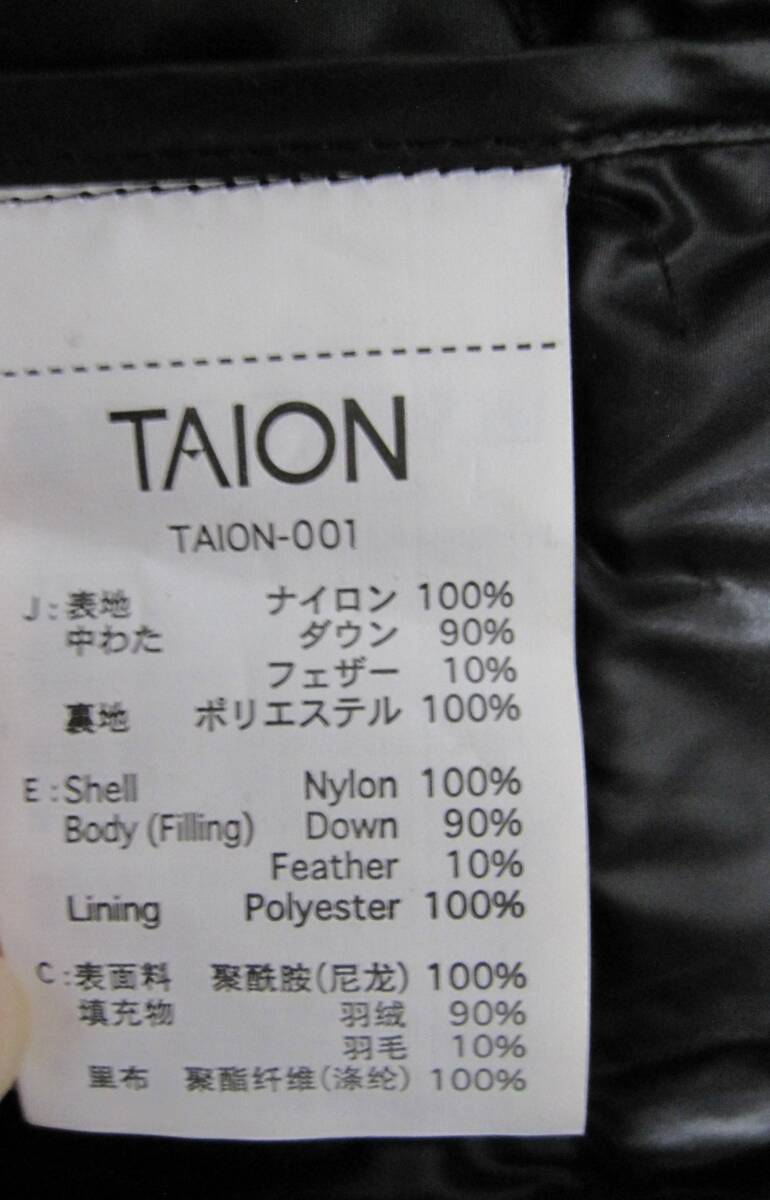 TAION
TAION-001
J : 表地 ナイロン 100%
中わた ダウン 90%
フェザー 10%
裏地 ポリエステル 100%
E : Shell Nylon 100%
Body (Filling) Down 90%
Feather 10%
Lining Polyester 100%
C : 表面料 聚酰胺(尼龙) 100%
填充物 羽绒 90%
羽毛 10%
里布 聚酯纤维(涤纶) 100%